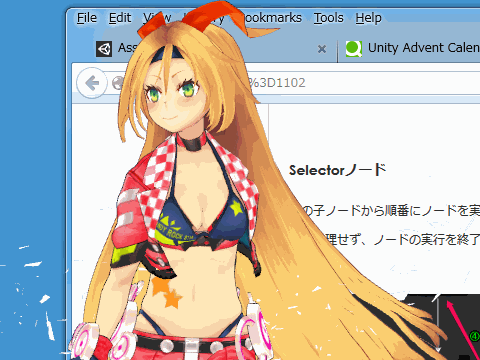 File Edit View Bookmarks Tools Help
Ass
Unity Advent Calen
%3D1102
Selectorノード
の子ノードから順番にノードを実
理せず、ノードの実行を終了
④